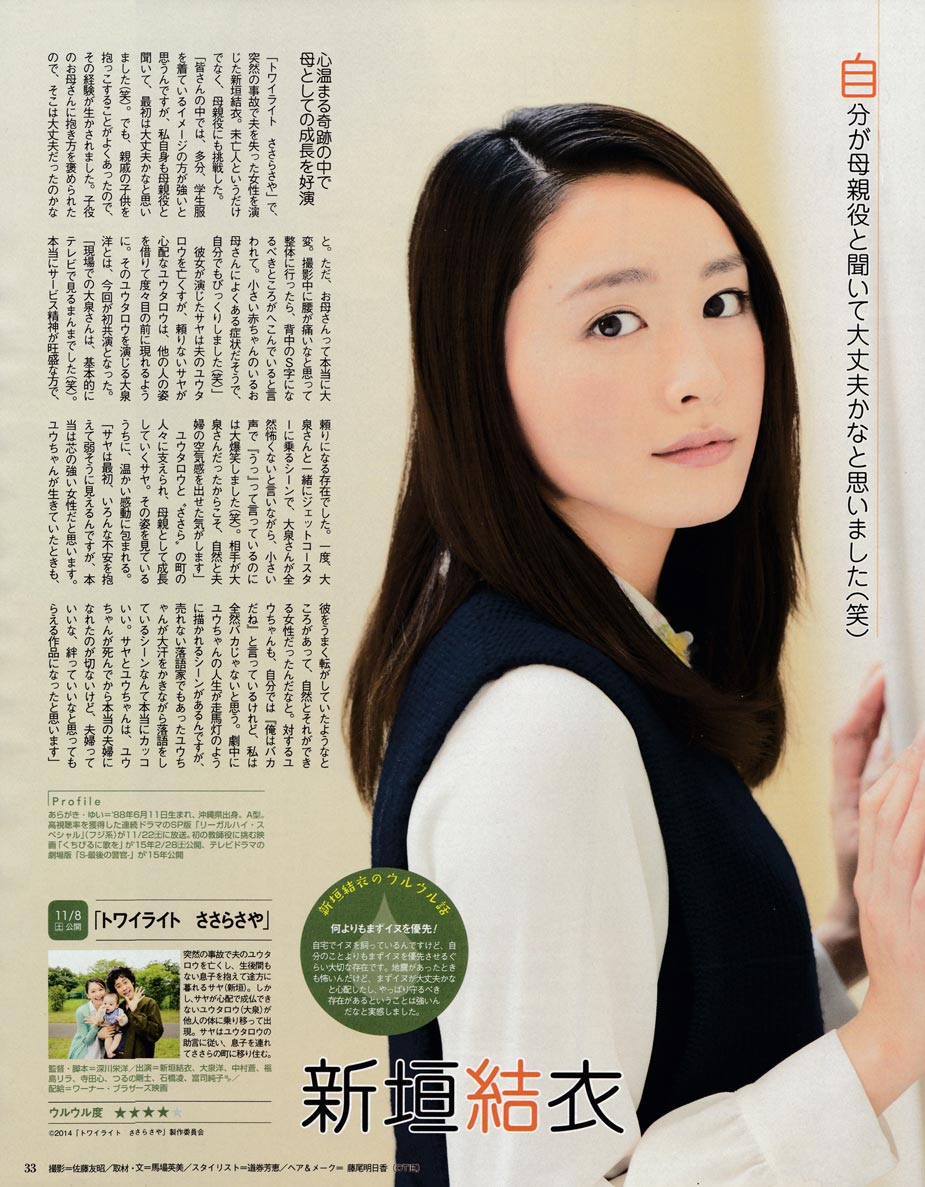 自分が母親役と聞いて大丈夫かなと思いました(笑)
心温まる奇跡の中で
母としての成長を好演
「トワイライト ささらさや」で、
突然の事故で夫を失った女性を演
じた新垣結衣。未亡人というだけ
でなく、母親役にも挑戦した。
「皆さんの中では、多分、学生服
を着ているイメージの方が強いと
思うんですが、私自身も母親役と
聞いて、最初は大丈夫かなと思い
ました(笑)。でも、親戚の子供を
抱っこすることがよくあったので、
その経験が生かされました。子役
のお母さんに抱き方を褒められた
ので、そこは大丈夫だったのかな
と。ただ、お母さんって本当に大
変。撮影中に腰が痛いなと思って
整体に行ったら、背中のS字にな
るべきところがへこんでいると言
われて。小さい赤ちゃんのいるお
母さんによくある症状だそうで、
自分でもびっくりしました(笑)」
彼女が演じたサヤは夫のユウタ
ロウを亡くすが、頼りないサヤが
心配なユウタロウは、他の人の姿
を借りて度々目の前に現れるよう
に。そのユウタロウを演じる大泉
洋とは、今回が初共演となった。
「現場での大泉さんは、基本的に
テレビで見るまんまでした(笑)。
本当にサービス精神が旺盛な方で、
頼りになる存在でした。一度、大
泉さんと一緒にジェットコースタ
ーに乗るシーンで、大泉さんが全
然怖くないと言いながら、小さい
声で『うっ』って言っているのに
は大爆笑しました(笑)。相手が大
泉さんだったからこそ、自然と夫
婦の空気感を出せた気がします」
ユウタロウと〝ささら〟の町の
人々に支えられ、母親として成長
していくサヤ。その姿を見ている
うちに、温かい感動に包まれる。
「サヤは最初、いろんな不安を抱
えて弱そうに見えるんですが、本
当は芯の強い女性だと思います。
ユウちゃんが生きていたときも、
彼をうまく転がしていたようなと
ころがあって、自然とそれができ
る女性だったんだなと。対するユ
ウちゃんも、自分では『俺はバカ
だね』と言っているけれど、私は
全然バカじゃないと思う。劇中に
ユウちゃんの人生が走馬灯のよう
に描かれるシーンがあるんですが、
売れない落語家でもあったユウち
ゃんが大汗をかきながら落語をし
ているシーンなんて本当にカッコ
いい。サヤとユウちゃんは、ユウ
ちゃんが死んでから本当の夫婦に
なれたのが切ないけど、夫婦って
いいな、絆っていいなと思っても
らえる作品になったと思います」
Profile
あらがき・ゆい='88年6月11日生まれ、沖縄県出身。A型。
高視聴率を獲得した連続ドラマのSP版「リーガルハイ・ス
ペシャル」(フジ系)が11/22(土)に放送。初の教師役に挑む映
画「くちびるに歌を」が'15年2/28(土)公開、テレビドラマの
劇場版「S-最後の警官-」が'15年公開
11/8
(土)公開
「トワイライト ささらさや」
突然の事故で夫のユウタ
ロウを亡くし、生後間も
ない息子を抱えて途方に
暮れるサヤ(新垣)。しか
し、サヤが心配で成仏でき
ないユウタロウ(大泉)が
他人の体に乗り移って出
現。サヤはユウタロウの
助言に従い、息子を連れ
てささらの町に移り住む。
監督・脚本=深川栄洋/出演=新垣結衣、大泉洋、中村蒼、福
島リラ、寺田心、つるの剛士、石橋凌、富司純子ら/
配給=ワーナー・ブラザース映画
ウルウル度 ★★★★★
©2014「トワイライト ささらさや」製作委員会
新垣結衣のウルウル話
何よりもまずイヌを優先!
自宅でイヌを飼っているんですけど、自
分のことよりもまずイヌを優先させるぐ
らい大切な存在です。地震があったとき
も怖いんだけど、まずイヌが大丈夫かな
と心配したし、やっぱり守るべき
存在があるということは強いん
だなと実感しました。
新垣結衣
33 撮影=佐藤友昭/取材・文=馬場英美/スタイリスト=道券芳恵/ヘア&メーク= 藤尾明日香